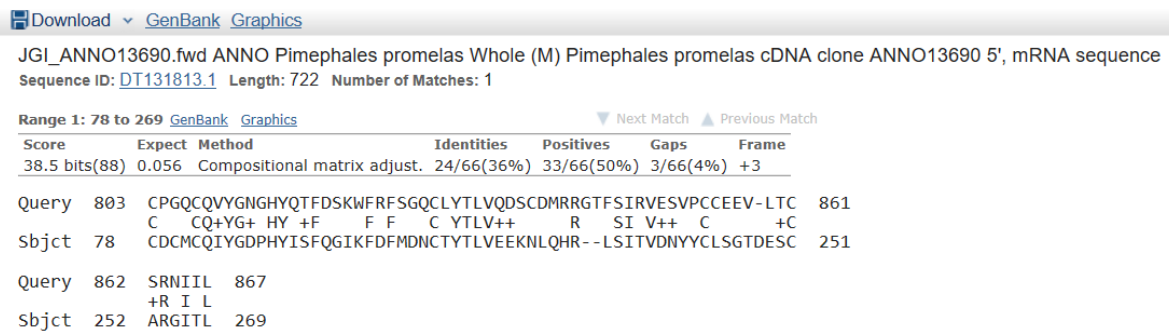 Download GenBank Graphics
JGI_ANNO13690.fwd ANNO Pimephales promelas Whole (M) Pimephales promelas cDNA clone ANNO13690 5', mRNA sequence
Sequence ID: DT131813.1 Length: 722 Number of Matches: 1
Range 1: 78 to 269 GenBank Graphics Next Match Previous Match
Score Expect Method Identities Positives Gaps Frame
38.5 bits(88) 0.056 Compositional matrix adjust. 24/66(36%) 33/66(50%) 3/66(4%) +3
Query 803 CPGQCQVYGNGHYQTFDSKWFRFSGQCLYTLVQDSCDMRRGTFSIRVESVPCCEEV-LTC 861
C    CQ+YG+ HY +F     F F   C YTLV++     R   SI V++  C       +C
Sbjct 78 CDCMCQIYGDPHYISFQGIKFDFMDNCTYTLVEEKNLQHR--LSITVDNYYCLSGTDESC 251
Query 862 SRNIIL 867
+R I L
Sbjct 252 ARGITL 269